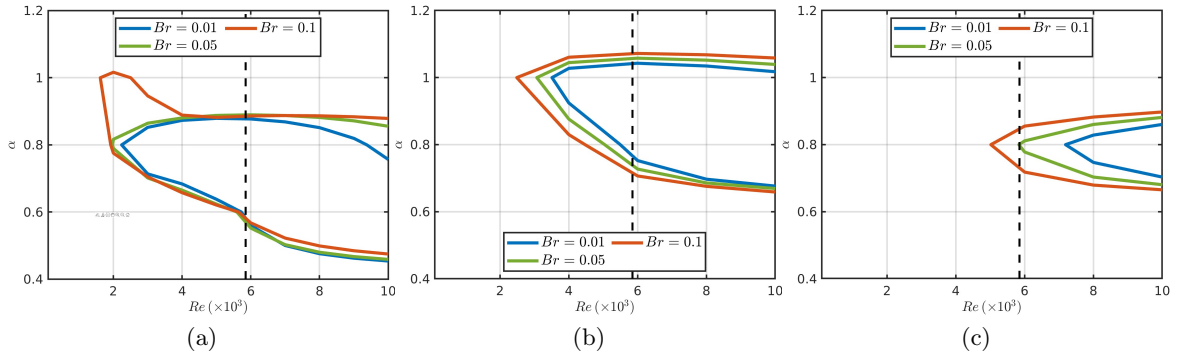 1.2
1
0.8
0.6
0.4
α
Br = 0.01
Br = 0.1
Br = 0.05
2
4
6
8
10
Re (×10³)
(a)
1.2
1
0.8
0.6
0.4
α
Br = 0.01
Br = 0.1
Br = 0.05
2
4
6
8
10
Re (×10³)
(b)
1.2
1
0.8
0.6
0.4
α
Br = 0.01
Br = 0.1
Br = 0.05
2
4
6
8
10
Re (×10³)
(c)